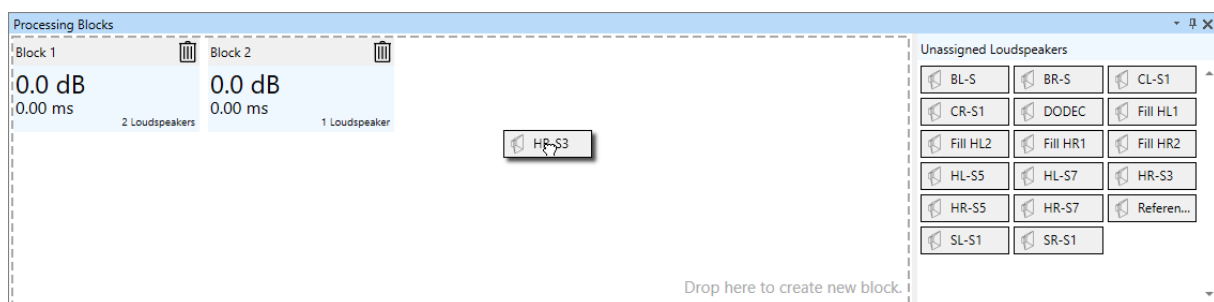 Processing Blocks
Block 1
0.0 dB
0.00 ms
2 Loudspeakers
Block 2
0.0 dB
0.00 ms
1 Loudspeaker
HR-S3
Drop here to create new block.
Unassigned Loudspeakers
BL-S
BR-S
CL-S1
CR-S1
DODEC
Fill HL1
Fill HL2
Fill HR1
Fill HR2
HL-S5
HL-S7
HR-S3
HR-S5
HR-S7
Referen...
SL-S1
SR-S1